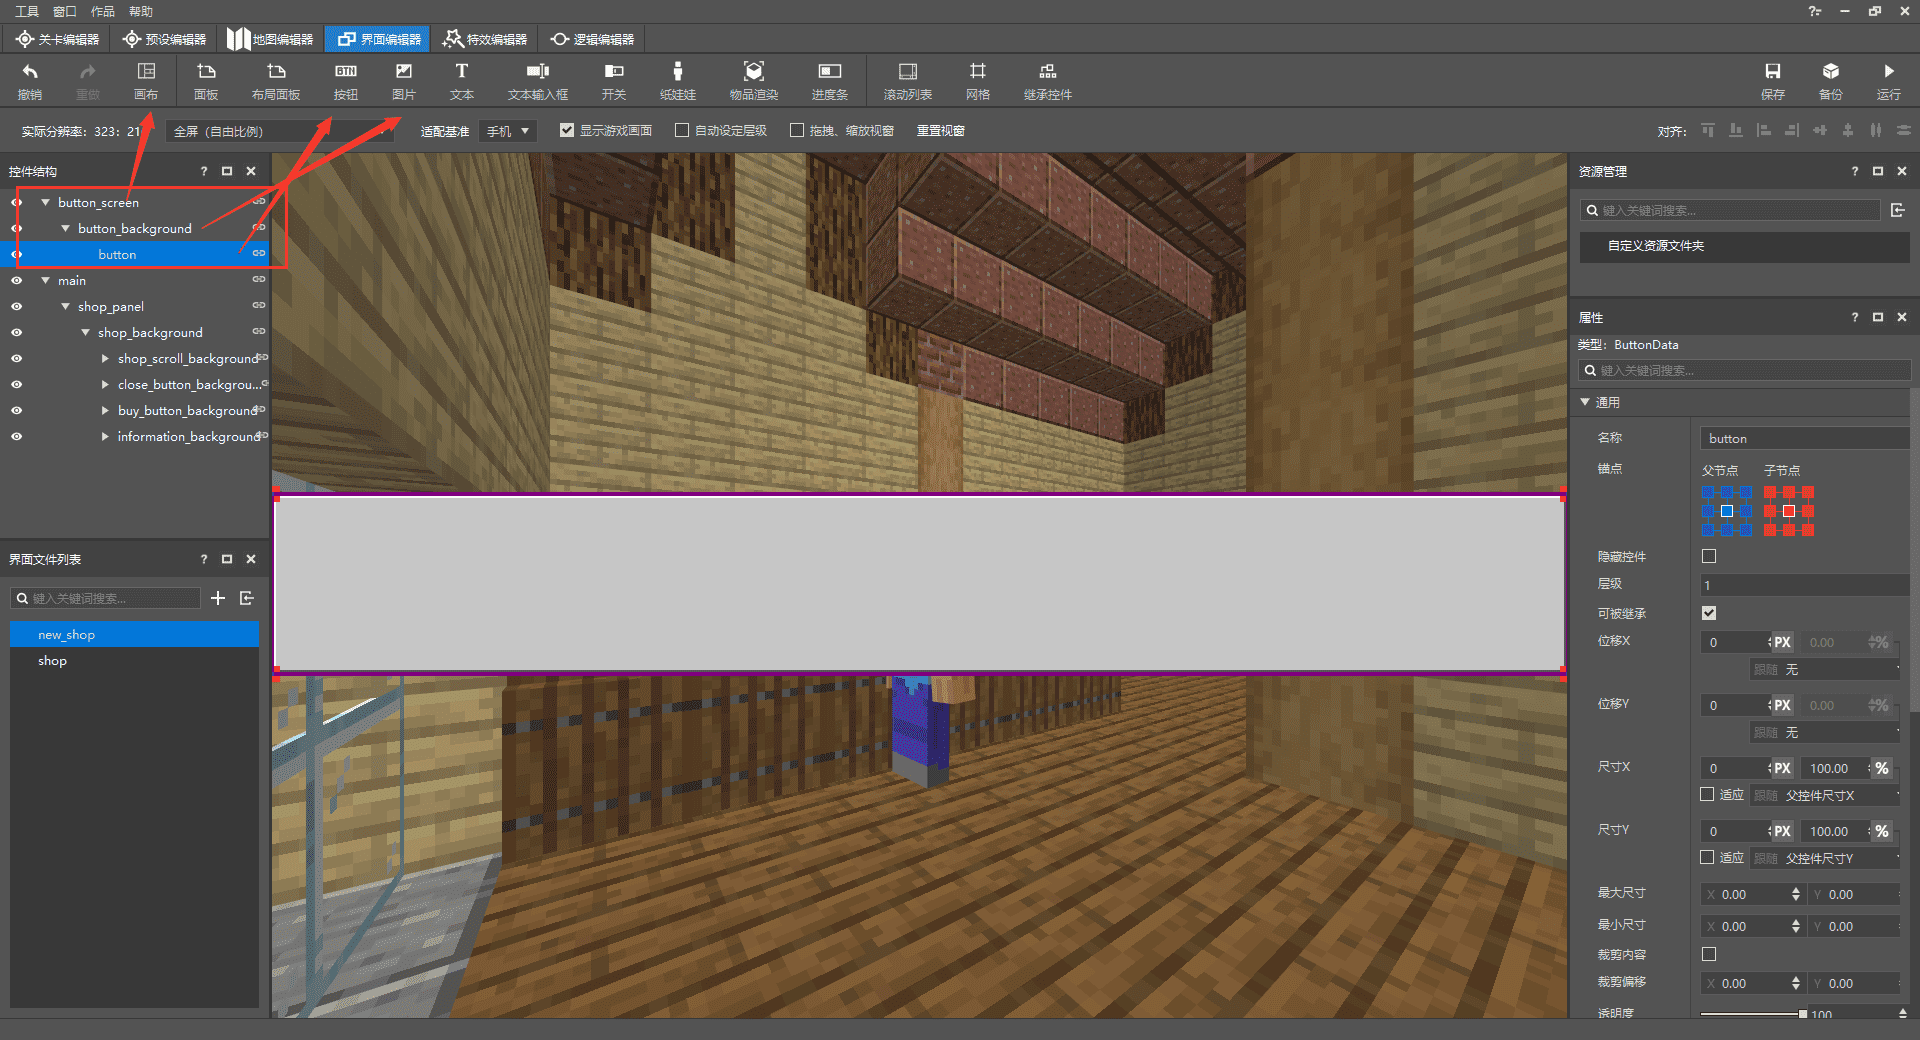 工具 窗口 作品 帮助
关卡编辑器 预设编辑器 地图编辑器 界面编辑器 特效编辑器 逻辑编辑器
撤销 重做 画布 面板 布局面板 BTN 按钮 图片 T 文本 文本输入框 开关 纸娃娃 物品渲染 进度条 滚动列表 网格 继承控件 保存 备份 运行
实际分辨率：323：21 全屏（自由比例） 适配基准 手机 显示游戏画面 自动设定层级 拖拽、缩放视窗 重置视窗 对齐：
控件结构 ?
button_screen
button_background
button
main
shop_panel
shop_background
shop_scroll_background
close_button_backgrou...
buy_button_background
information_background
界面文件列表 ?
键入关键词搜索...
new_shop
shop
资源管理 ?
键入关键词搜索...
自定义资源文件夹
属性 ?
类型：ButtonData
键入关键词搜索...
通用
名称 button
锚点 父节点 子节点
隐藏控件
层级 1
可被继承
位移X 0 PX 0.00 %
跟随 无
位移Y 0 PX 0.00 %
跟随 无
尺寸X 0 PX 100.00 %
适应 跟随 父控件尺寸X
尺寸Y 0 PX 100.00 %
适应 跟随 父控件尺寸Y
最大尺寸 X 0.00 Y 0.00
最小尺寸 X 0.00 Y 0.00
裁剪内容
裁剪偏移 X 0.00 Y 0.00
透明度 100